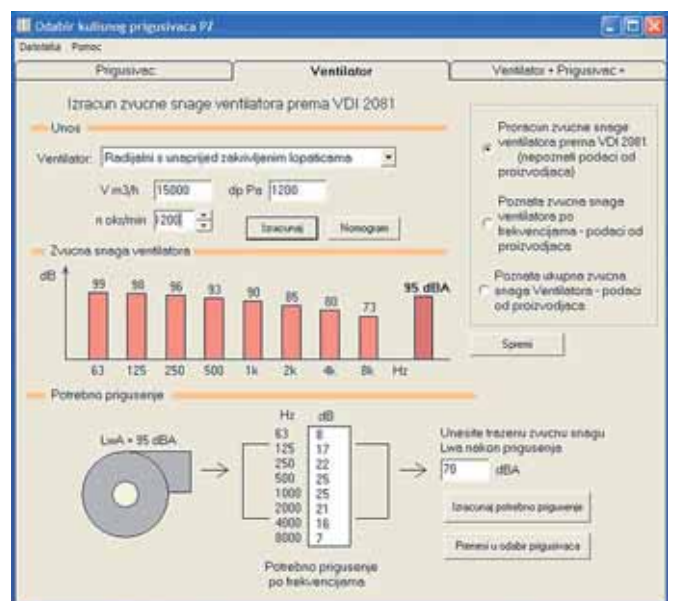 Odabir kulisnog prigusivaca P7
Datoteka Pomoc
Prigusivac
Ventilator
Ventilator + Prigusivac =
Izracun zvucne snage ventilatora prema VDI 2081
Unos
Ventilator: Radijalni s unaprijed zakrivljenim lopaticama
V m3/h 15000 dp Pa 1200
n okr/min 1200 Izracunaj Nomogram
Zvucna snaga ventilatora
dB
99 98 96 93 90 85 80 73 95 dBA
63 125 250 500 1k 2k 4k 8k Hz
Proracun zvucne snage
ventilatora prema VDI 2081
(nepoznati podaci od
proizvodjaca)
Poznata zvucna snaga
ventilatora po
frekvencijama - podaci od
proizvodjaca
Poznata ukupna zvucna
snaga Ventilatora - podaci
od proizvodjaca
Spremi
Potrebno prigusenje
LwA = 95 dBA
Hz dB
63 8
125 17
250 22
500 25
1000 25
2000 21
4000 16
8000 7
Potrebno prigusenje
po frekvencijama
Unesite trazenu zvucnu snagu
Lwa nakon prigusenja
70 dBA
Izracunaj potrebno prigusenje
Prenesi u odabir prigusivaca